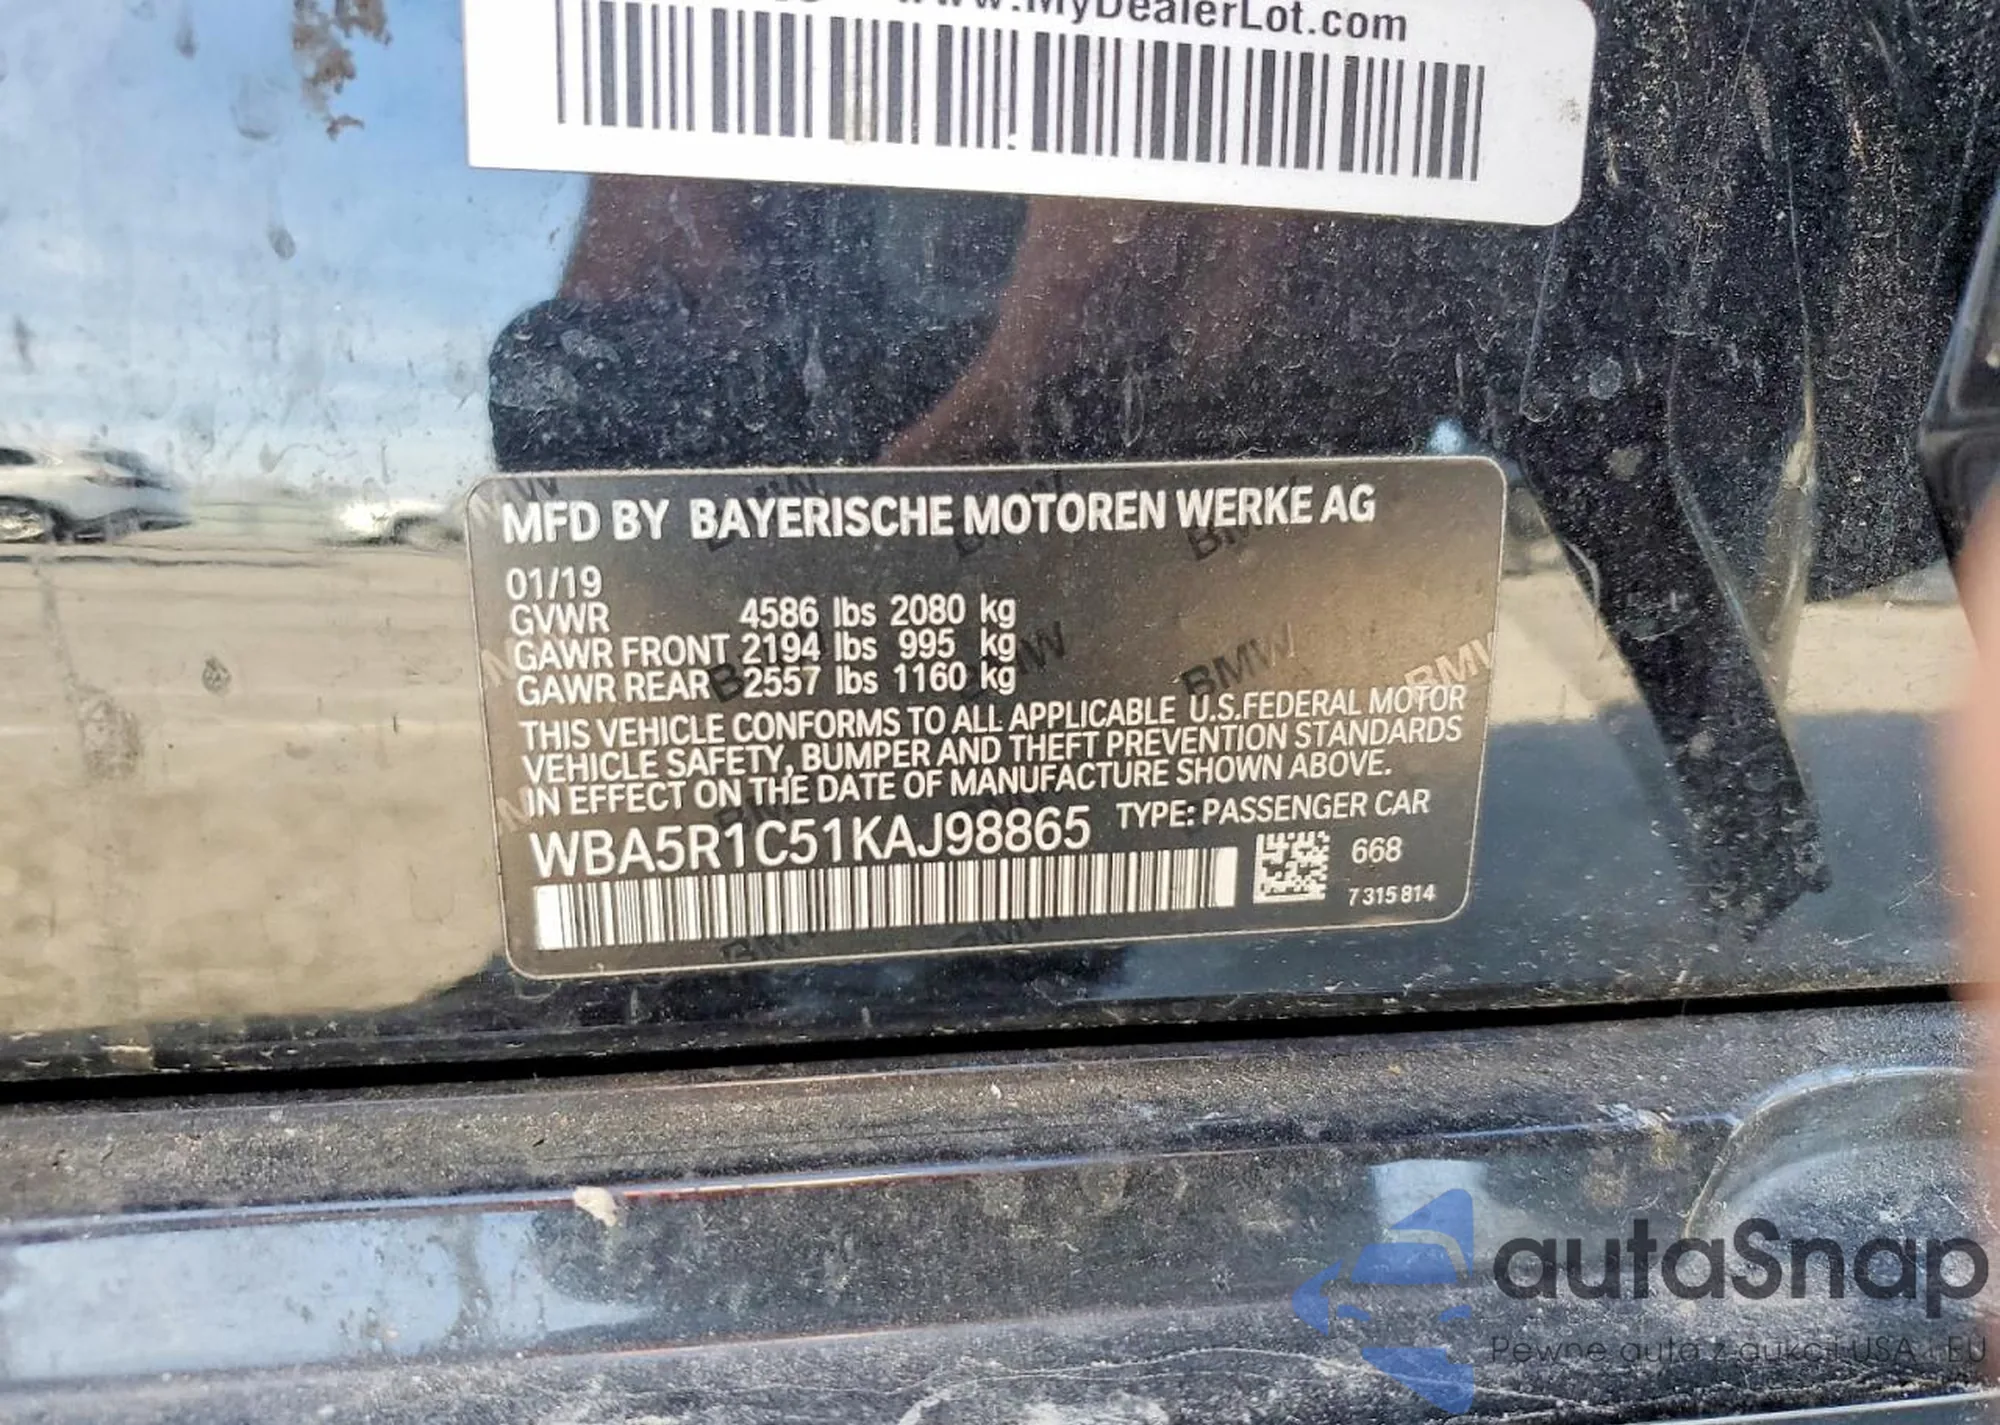 www.MyDealerLot.com
MFD BY BAYERISCHE MOTOREN WERKE AG
01/19
GVWR 4586 lbs 2080 kg
GAWR FRONT 2194 lbs 995 kg
GAWR REAR 2557 lbs 1160 kg
THIS VEHICLE CONFORMS TO ALL APPLICABLE U.S.FEDERAL MOTOR
VEHICLE SAFETY, BUMPER AND THEFT PREVENTION STANDARDS
IN EFFECT ON THE DATE OF MANUFACTURE SHOWN ABOVE.
WBA5R1C51KAJ98865 TYPE: PASSENGER CAR
668
7315814
autaSnap
Pewne auta z aukcji USA i EU